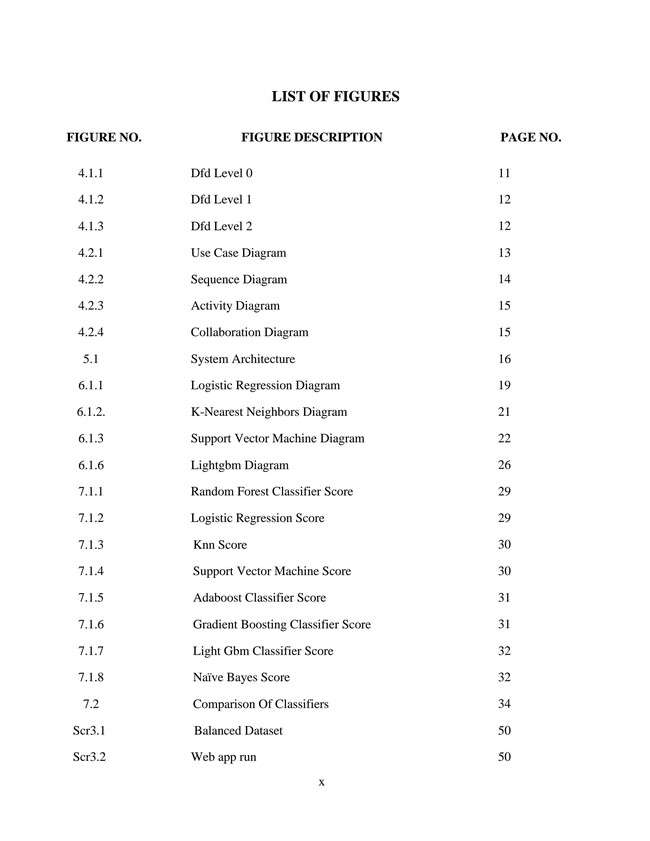 LIST OF FIGURES
FIGURE NO. FIGURE DESCRIPTION PAGE NO.
4.1.1 Dfd Level 0 11
4.1.2 Dfd Level 1 12
4.1.3 Dfd Level 2 12
4.2.1 Use Case Diagram 13
4.2.2 Sequence Diagram 14
4.2.3 Activity Diagram 15
4.2.4 Collaboration Diagram 15
5.1 System Architecture 16
6.1.1 Logistic Regression Diagram 19
6.1.2. K-Nearest Neighbors Diagram 21
6.1.3 Support Vector Machine Diagram 22
6.1.6 Lightgbm Diagram 26
7.1.1 Random Forest Classifier Score 29
7.1.2 Logistic Regression Score 29
7.1.3 Knn Score 30
7.1.4 Support Vector Machine Score 30
7.1.5 Adaboost Classifier Score 31
7.1.6 Gradient Boosting Classifier Score 31
7.1.7 Light Gbm Classifier Score 32
7.1.8 Naïve Bayes Score 32
7.2 Comparison Of Classifiers 34
Scr3.1 Balanced Dataset 50
Scr3.2 Web app run 50
x